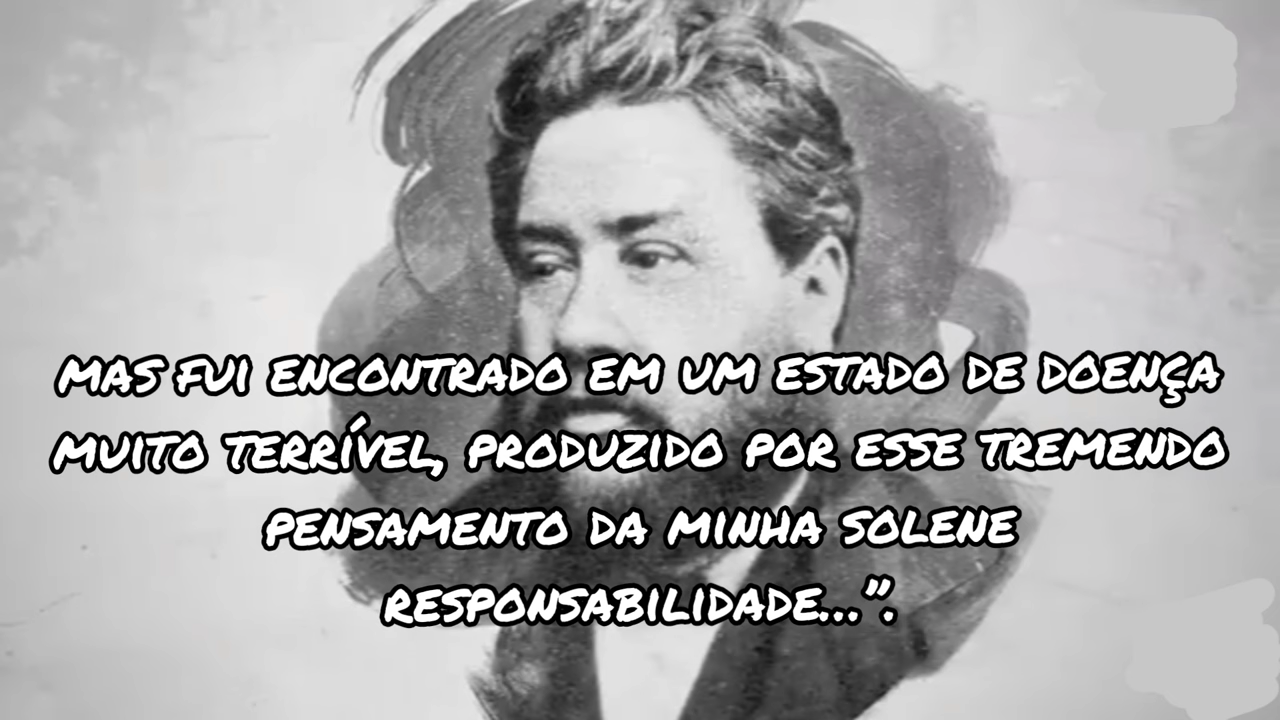 MAS FUI ENCONTRADO EM UM ESTADO DE DOENÇA
MUITO TERRÍVEL, PRODUZIDO POR ESSE TREMENDO
PENSAMENTO DA MINHA SOLENE
RESPONSABILIDADE...”.